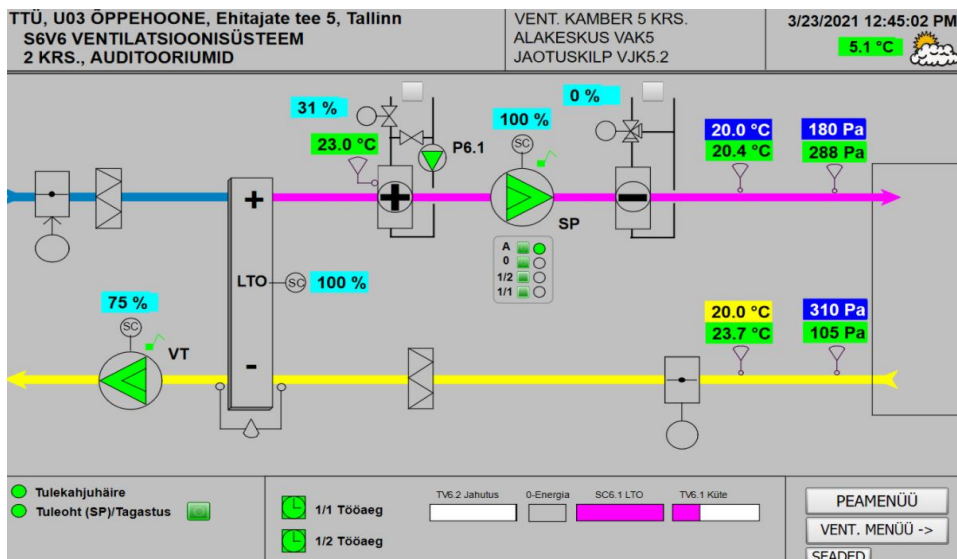 TTÜ, U03 ÕPPEHOONE, Ehitajate tee 5, Tallinn
S6V6 VENTILATSIOONISÜSTEEM
2 KRS., AUDITOORIUMID
VENT. KAMBER 5 KRS.
ALAKESKUS VAK5
JAOTUSKILP VJK5.2
3/23/2021 12:45:02 PM
5.1 °C
31 %
0 %
100 %
23.0 °C
P6.1
SC
20.0 °C
180 Pa
20.4 °C
288 Pa
+
+
−
SP
A
0
1/2
1/1
LTO
SC
100 %
75 %
SC
VT
-
20.0 °C
310 Pa
23.7 °C
105 Pa
Tulekahjuhäire
Tuleoht (SP)/Tagastus
1/1 Tööaeg
1/2 Tööaeg
TV6.2 Jahutus
0-Energia
SC6.1 LTO
TV6.1 Küte
PEAMENÜÜ
VENT. MENÜÜ ->
SEADED